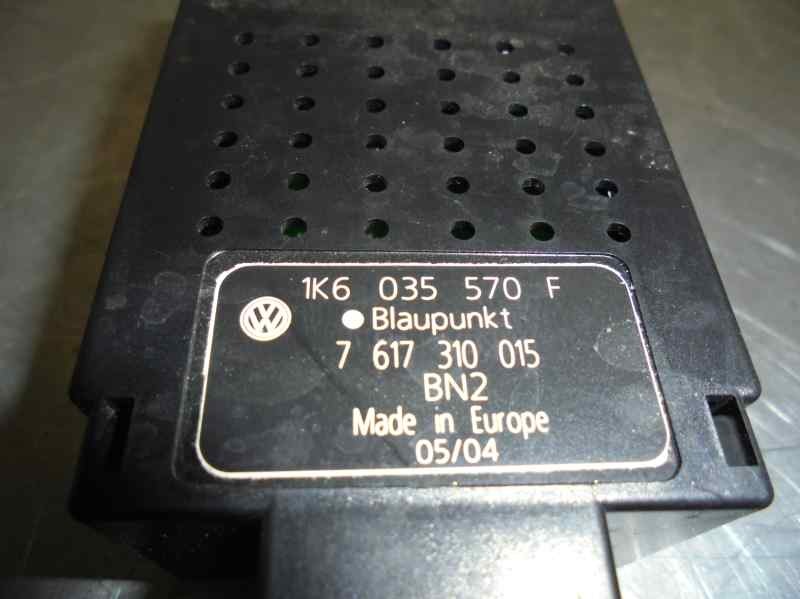 1K6 035 570 F
Blaupunkt
7 617 310 015
BN2
Made in Europe
05/04